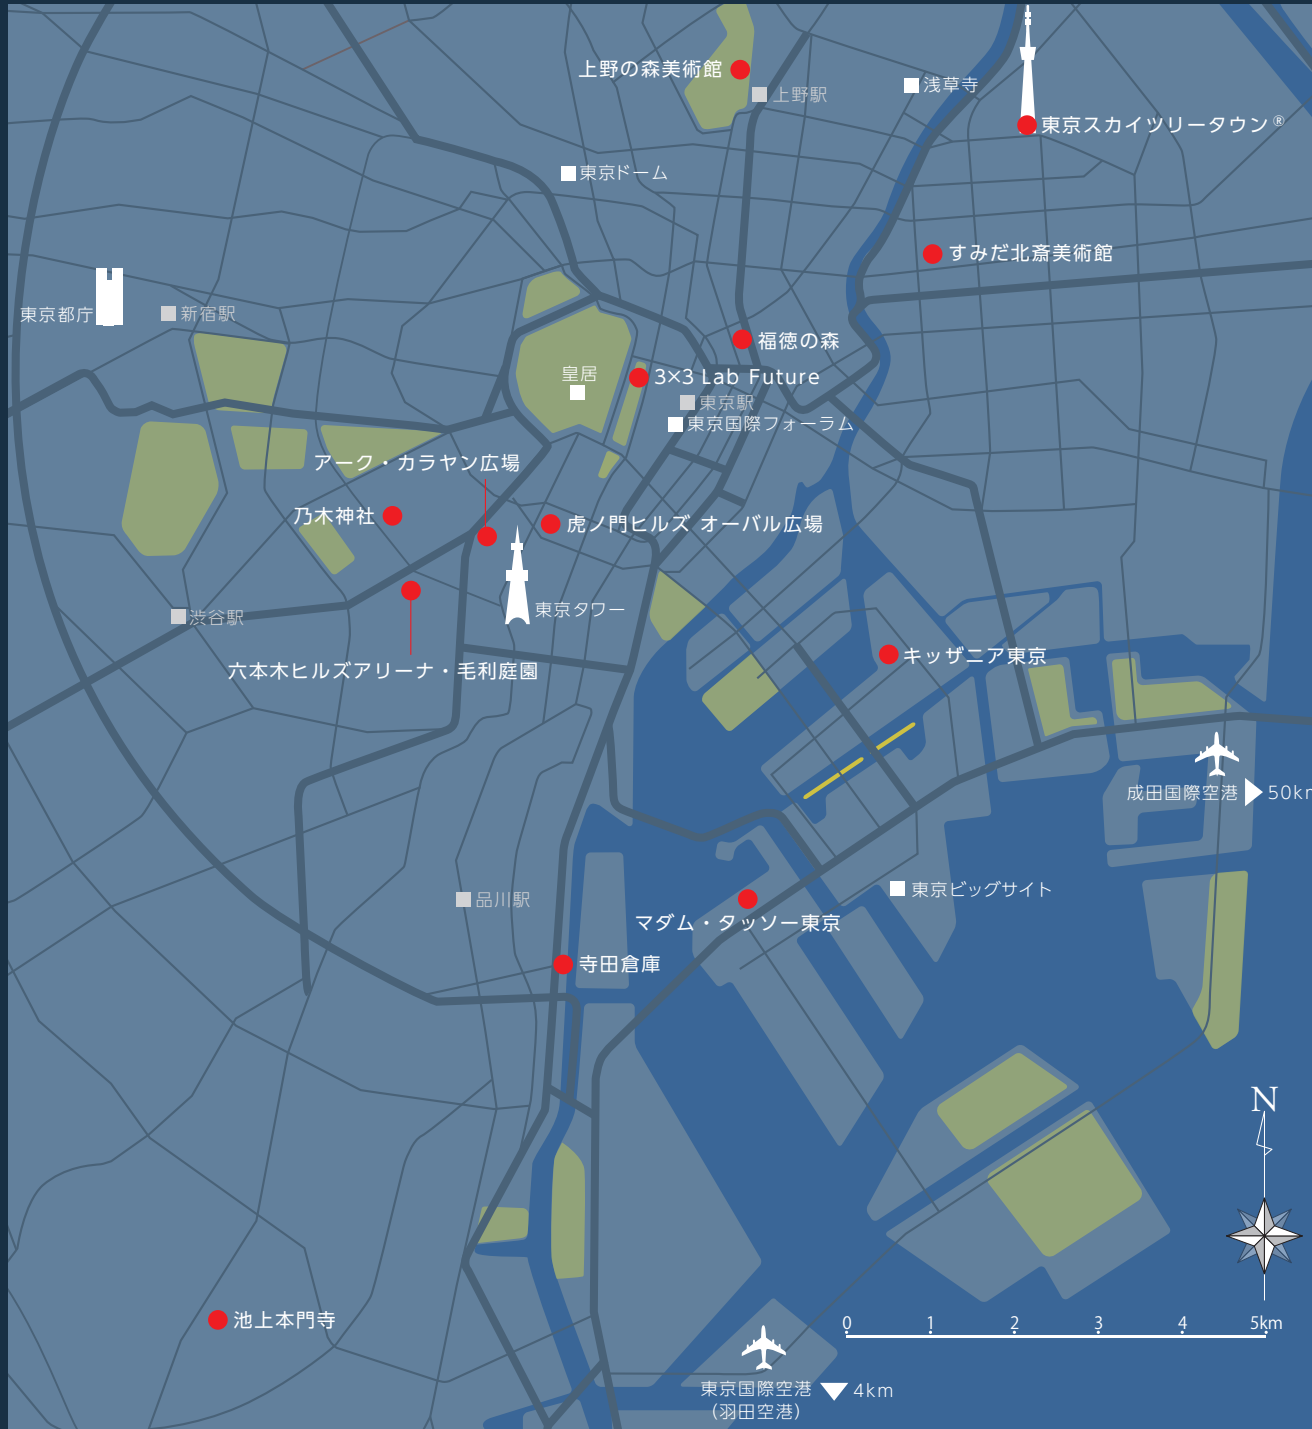 上野の森美術館
上野駅
浅草寺
東京スカイツリータウン®
東京ドーム
すみだ北斎美術館
東京都庁
新宿駅
福徳の森
皇居
3×3 Lab Future
東京駅
東京国際フォーラム
アーク・カラヤン広場
乃木神社
虎ノ門ヒルズ オーバル広場
東京タワー
渋谷駅
六本木ヒルズアリーナ・毛利庭園
キッザニア東京
成田国際空港
50km
品川駅
東京ビッグサイト
マダム・タッソー東京
寺田倉庫
N
池上本門寺
0 1 2 3 4 5km
東京国際空港
(羽田空港)
4km